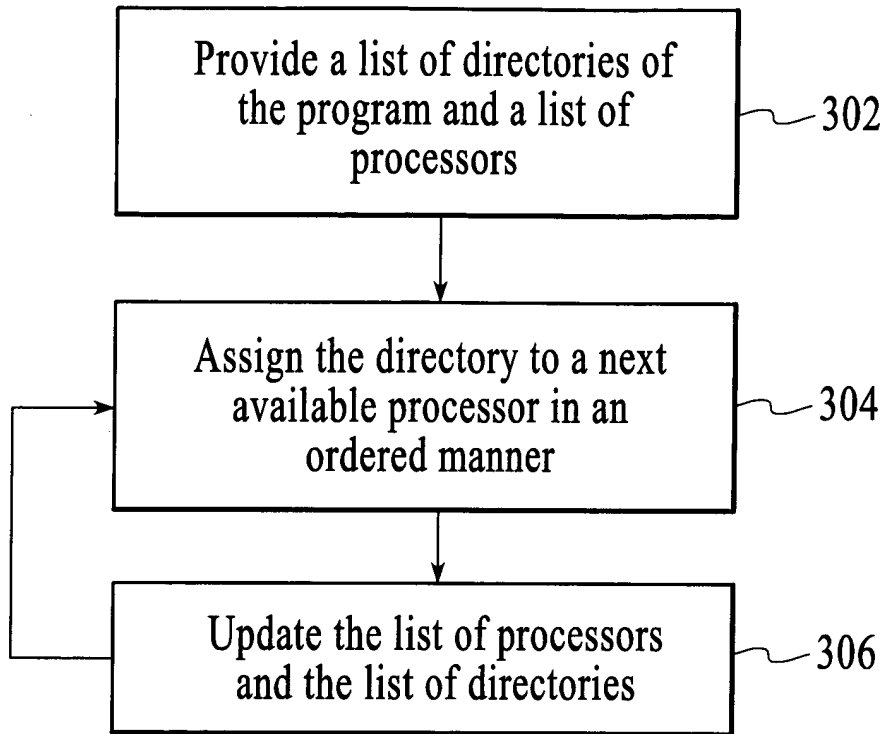 Provide a list of directories of
the program and a list of
processors
302
Assign the directory to a next
available processor in an
ordered manner
304
Update the list of processors
and the list of directories
306